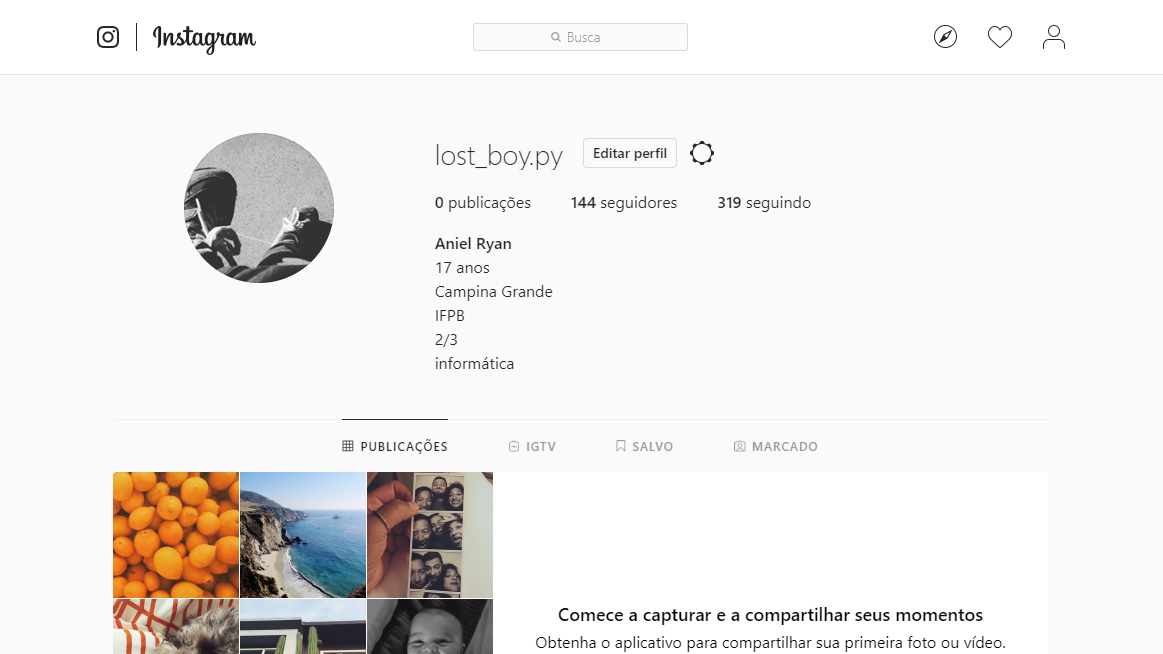 Instagram
Busca
lost_boy.py Editar perfil
0 publicações 144 seguidores 319 seguindo
Aniel Ryan
17 anos
Campina Grande
IFPB
2/3
informática
PUBLICAÇÕES IGTV SALVO MARCADO
Comece a capturar e a compartilhar seus momentos
Obtenha o aplicativo para compartilhar sua primeira foto ou vídeo.